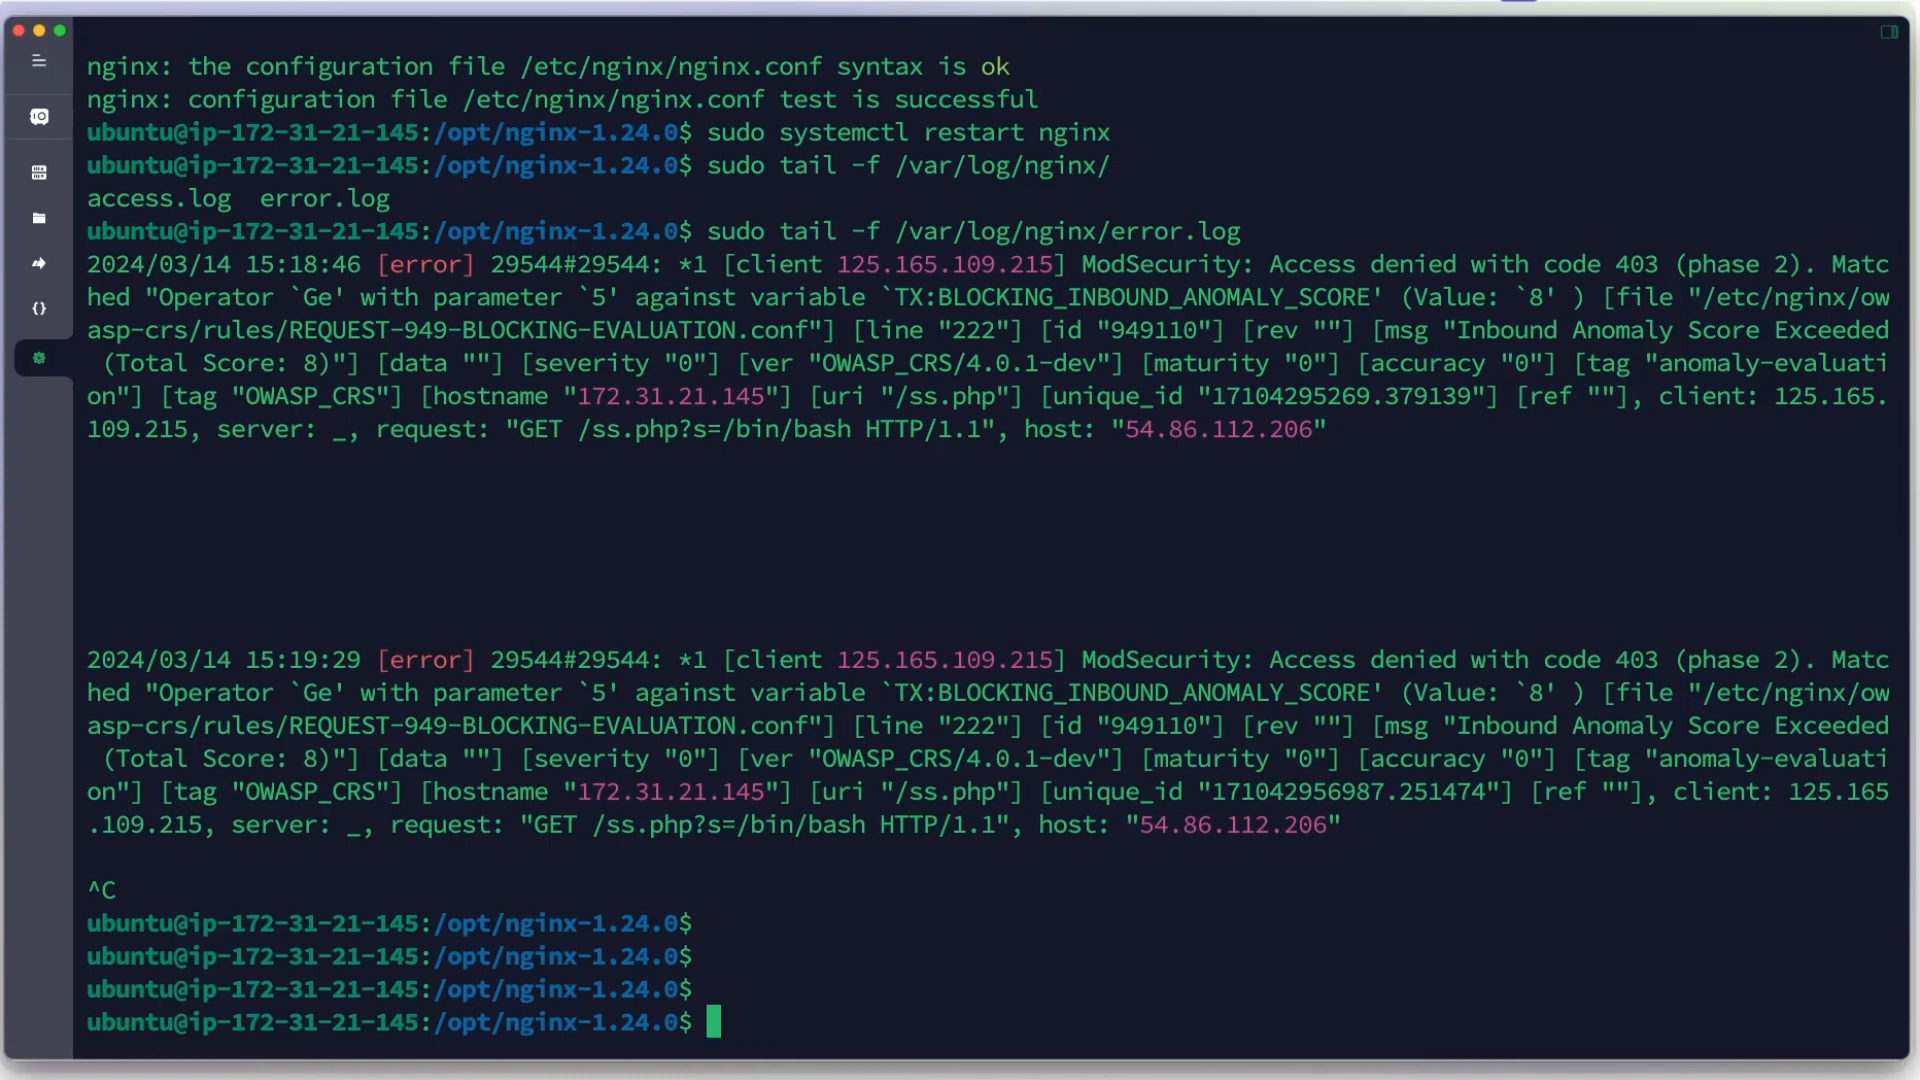 nginx: the configuration file /etc/nginx/nginx.conf syntax is ok
nginx: configuration file /etc/nginx/nginx.conf test is successful
ubuntu@ip-172-31-21-145:/opt/nginx-1.24.0$ sudo systemctl restart nginx
ubuntu@ip-172-31-21-145:/opt/nginx-1.24.0$ sudo tail -f /var/log/nginx/
access.log  error.log
ubuntu@ip-172-31-21-145:/opt/nginx-1.24.0$ sudo tail -f /var/log/nginx/error.log
2024/03/14 15:18:46 [error] 29544#29544: *1 [client 125.165.109.215] ModSecurity: Access denied with code 403 (phase 2). Matc
hed "Operator `Ge' with parameter `5' against variable `TX:BLOCKING_INBOUND_ANOMALY_SCORE' (Value: `8' ) [file "/etc/nginx/ow
asp-crs/rules/REQUEST-949-BLOCKING-EVALUATION.conf"] [line "222"] [id "949110"] [rev ""] [msg "Inbound Anomaly Score Exceeded
 (Total Score: 8)"] [data ""] [severity "0"] [ver "OWASP_CRS/4.0.1-dev"] [maturity "0"] [accuracy "0"] [tag "anomaly-evaluati
on"] [tag "OWASP_CRS"] [hostname "172.31.21.145"] [uri "/ss.php"] [unique_id "17104295269.379139"] [ref ""], client: 125.165.
109.215, server: _, request: "GET /ss.php?s=/bin/bash HTTP/1.1", host: "54.86.112.206"
2024/03/14 15:19:29 [error] 29544#29544: *1 [client 125.165.109.215] ModSecurity: Access denied with code 403 (phase 2). Matc
hed "Operator `Ge' with parameter `5' against variable `TX:BLOCKING_INBOUND_ANOMALY_SCORE' (Value: `8' ) [file "/etc/nginx/ow
asp-crs/rules/REQUEST-949-BLOCKING-EVALUATION.conf"] [line "222"] [id "949110"] [rev ""] [msg "Inbound Anomaly Score Exceeded
 (Total Score: 8)"] [data ""] [severity "0"] [ver "OWASP_CRS/4.0.1-dev"] [maturity "0"] [accuracy "0"] [tag "anomaly-evaluati
on"] [tag "OWASP_CRS"] [hostname "172.31.21.145"] [uri "/ss.php"] [unique_id "171042956987.251474"] [ref ""], client: 125.165
.109.215, server: _, request: "GET /ss.php?s=/bin/bash HTTP/1.1", host: "54.86.112.206"
^C
ubuntu@ip-172-31-21-145:/opt/nginx-1.24.0$
ubuntu@ip-172-31-21-145:/opt/nginx-1.24.0$
ubuntu@ip-172-31-21-145:/opt/nginx-1.24.0$
ubuntu@ip-172-31-21-145:/opt/nginx-1.24.0$